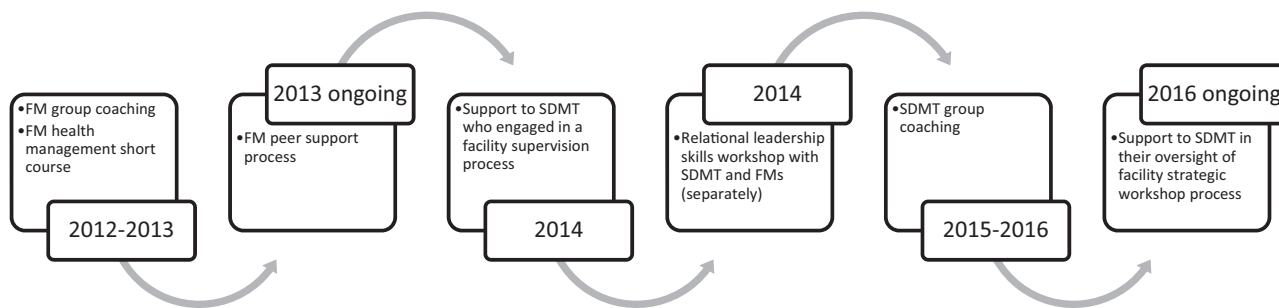 •FM group coaching
•FM health
management short
course
2012-2013
2013 ongoing
•FM peer support
process
•Support to SDMT
who engaged in a
facility supervision
process
2014
2014
•Relational leadership
skills workshop with
SDMT and FMs
(separately)
•SDMT group
coaching
2015-2016
2016 ongoing
•Support to SDMT in
their oversight of
facility strategic
workshop process